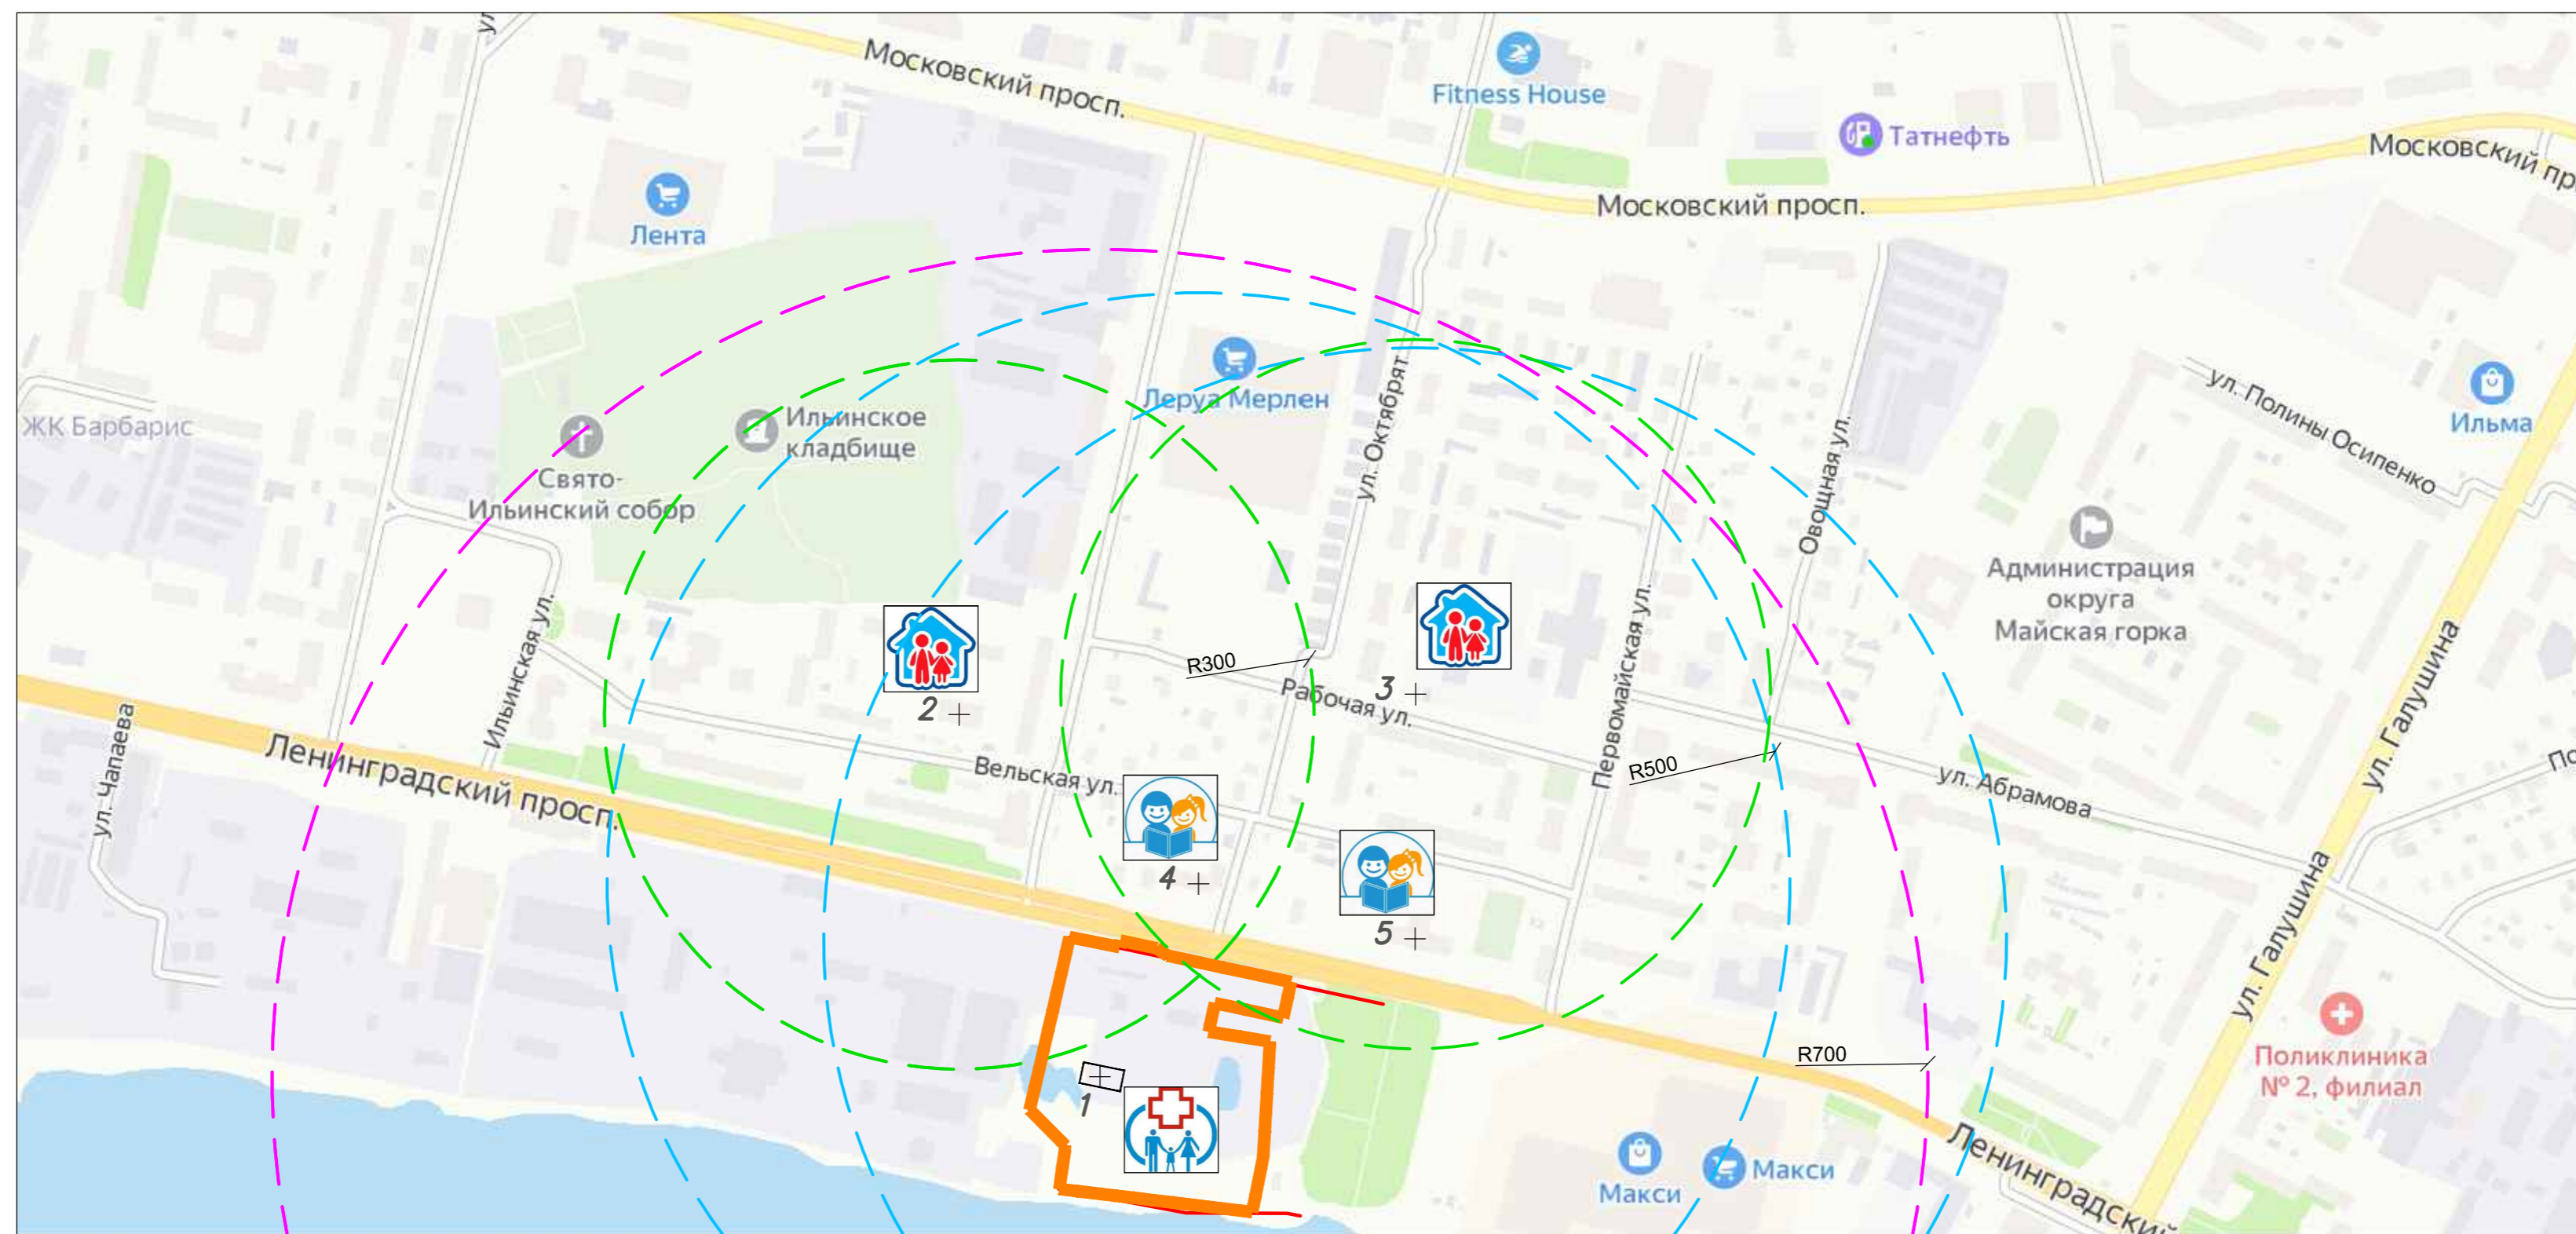 ул
Московский просп.
Fitness House
Татнефть
Московский пр
Московский просп.
Лента
Леруа Мерлен
ул. Октябрят
ул. Полины Осипенко
Ильма
ЖК Барбарис
Ильинское
кладбище
Свято-
Ильинский собор
Овощная ул.
Администрация
округа
Майская горка
Ильинская ул.
Первомайская ул.
ул. Галушина
R300
Рабочая ул.
3
2
ул. Чапаева
Ленинградский просп.
Вельская ул.
R500
ул. Абрамова
По
4
5
ул. Галушина
R700
Поликлиника
№ 2, филиал
1
Макси
Макси
Ленинградский